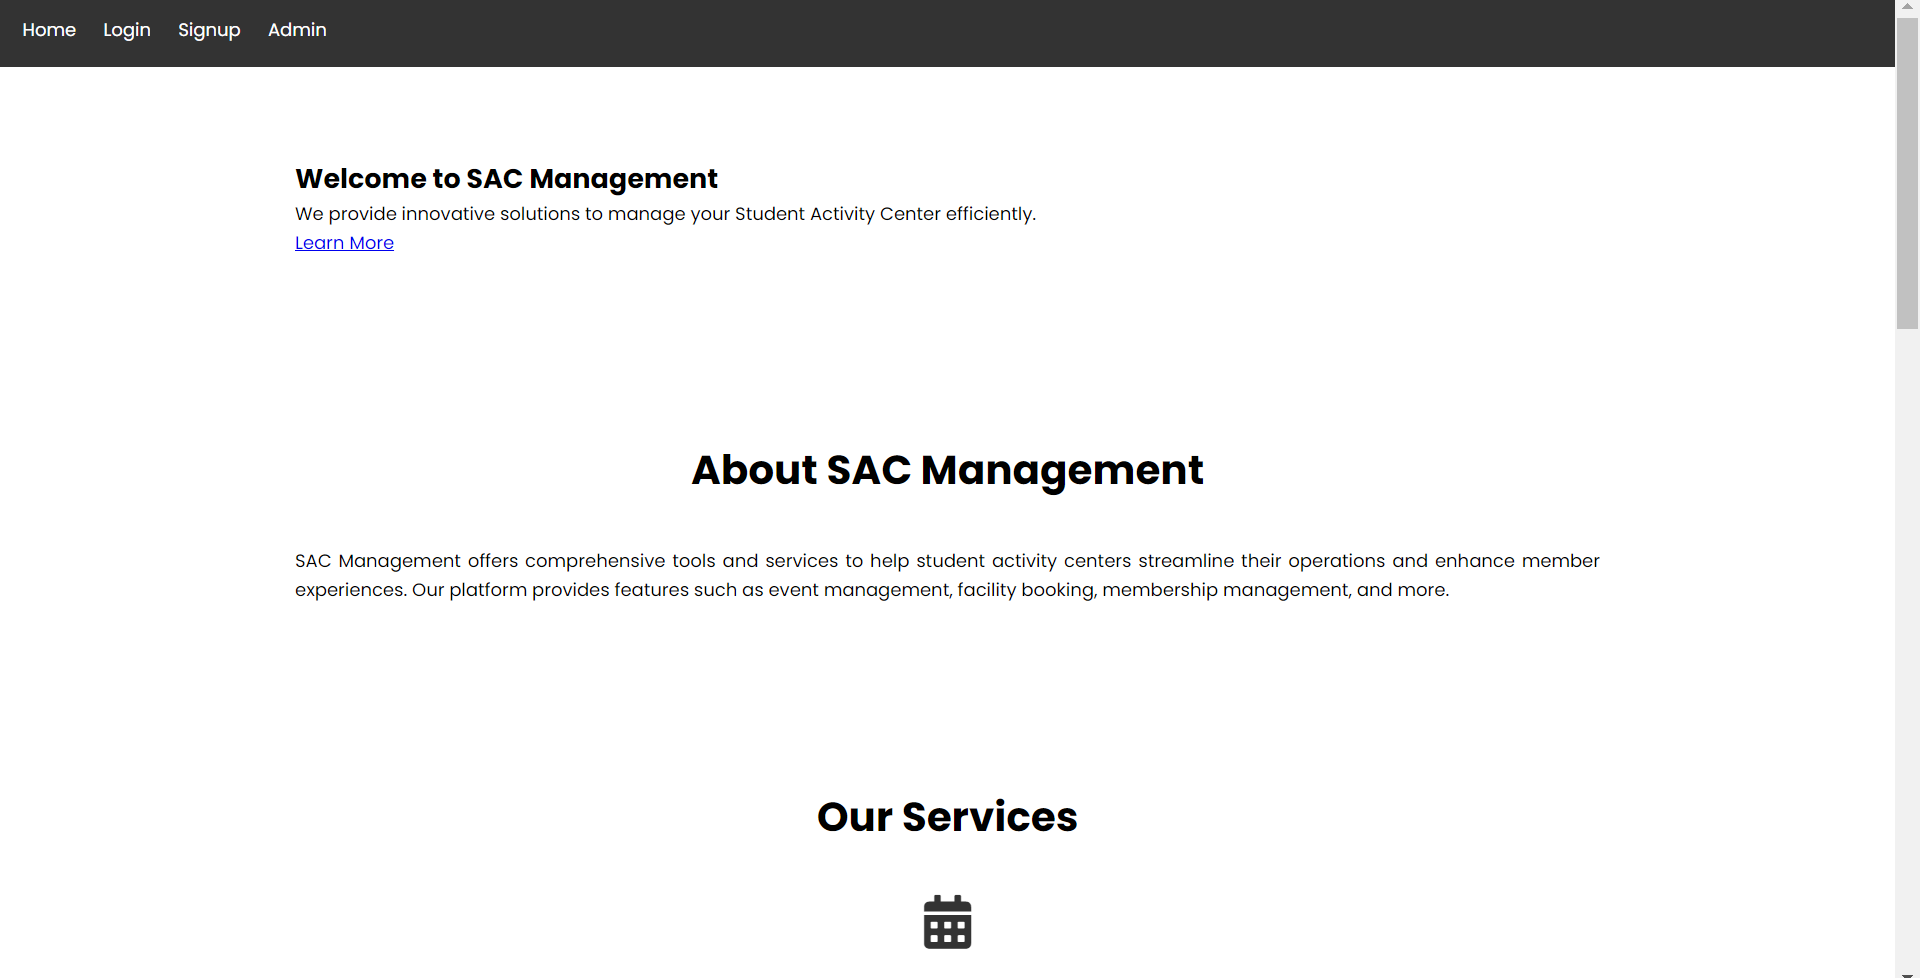 Home Login Signup Admin
Welcome to SAC Management
We provide innovative solutions to manage your Student Activity Center efficiently.
Learn More
About SAC Management
SAC Management offers comprehensive tools and services to help student activity centers streamline their operations and enhance member
experiences. Our platform provides features such as event management, facility booking, membership management, and more.
Our Services